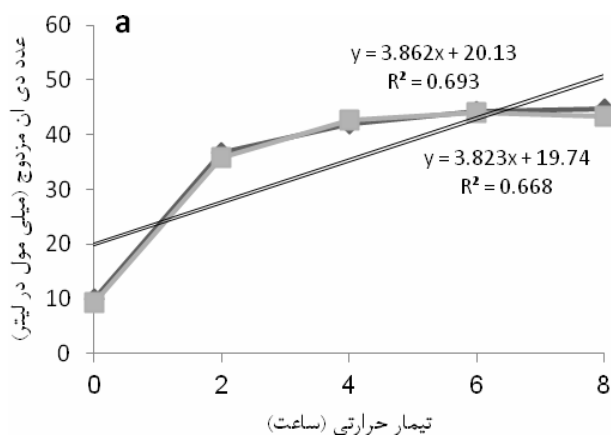 a
عدد دی ان مزدوج (میلی مول در لیتر)
60
50
40
30
20
10
0
y = 3.862x + 20.13
R² = 0.693
y = 3.823x + 19.74
R² = 0.668
0 2 4 6 8
تیمار حرارتی (ساعت)